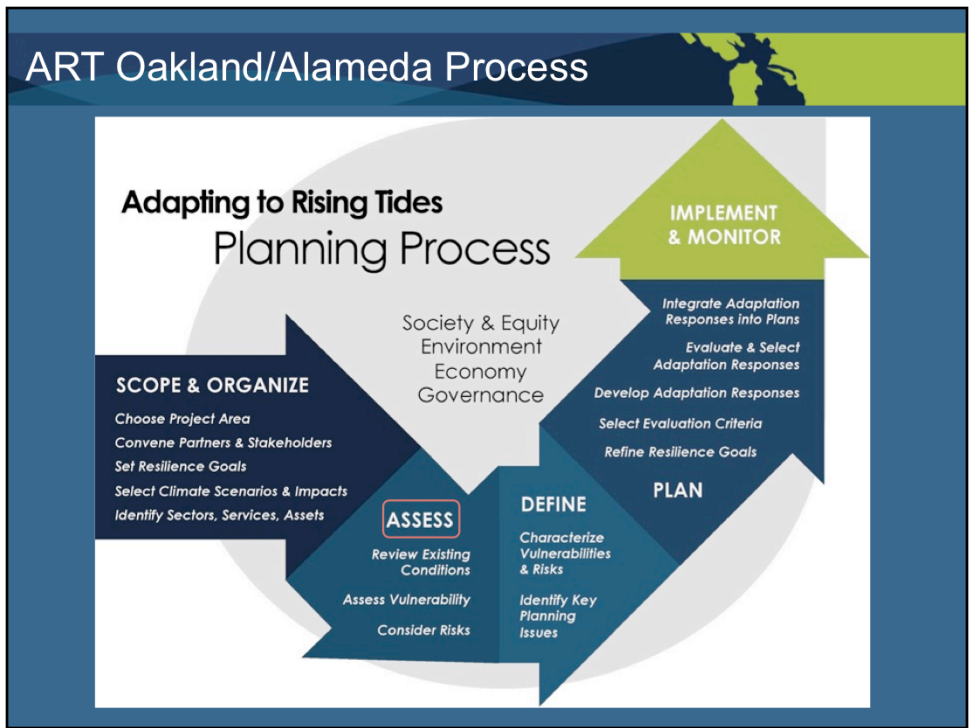 ART Oakland/Alameda Process
Adapting to Rising Tides
Planning Process
Society & Equity
Environment
Economy
Governance
SCOPE & ORGANIZE
Choose Project Area
Convene Partners & Stakeholders
Set Resilience Goals
Select Climate Scenarios & Impacts
Identify Sectors, Services, Assets
ASSESS
Review Existing
Conditions
Assess Vulnerability
Consider Risks
DEFINE
Characterize
Vulnerabilities
& Risks
Identify Key
Planning
Issues
IMPLEMENT
& MONITOR
Integrate Adaptation
Responses into Plans
Evaluate & Select
Adaptation Responses
Develop Adaptation Responses
Select Evaluation Criteria
Refine Resilience Goals
PLAN